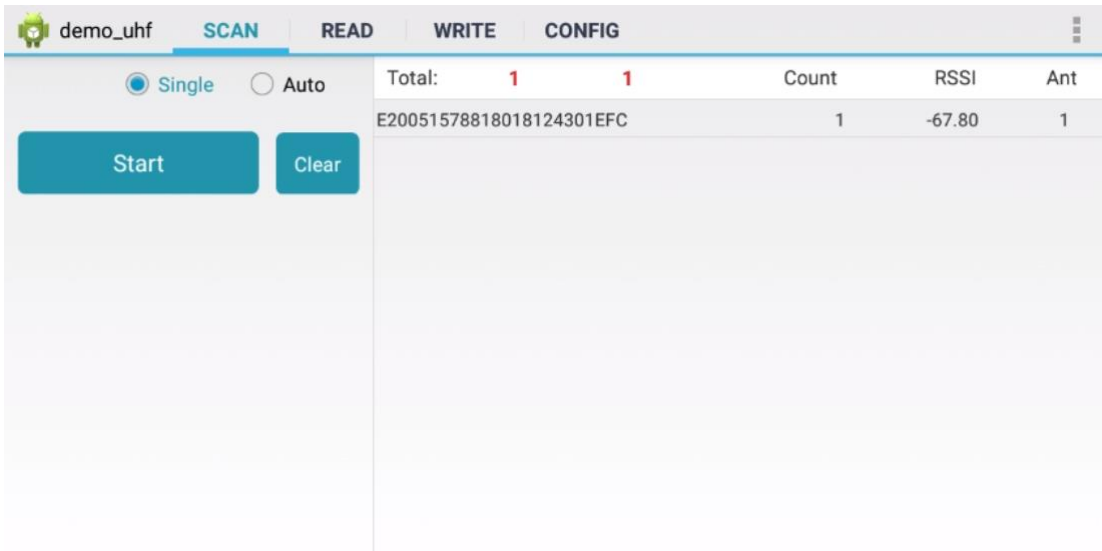 demo_uhf SCAN READ WRITE CONFIG
Single Auto
Start Clear
Total: 1 1 Count RSSI Ant
E20051578818018124301EFC 1 -67.80 1